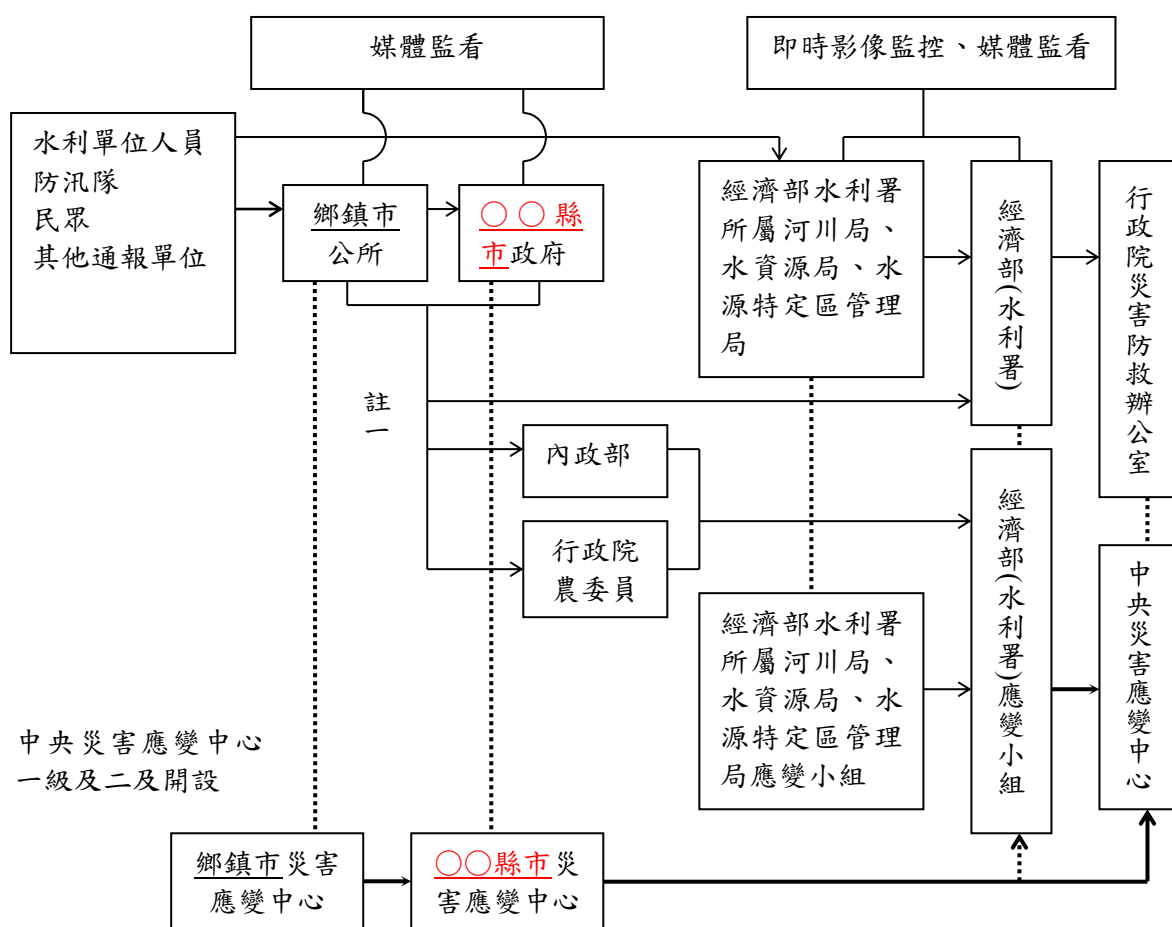 媒體監看
即時影像監控、媒體監看
水利單位人員
防汛隊
民眾
其他通報單位
鄉鎮市
公所
○○縣
市政府
經濟部水利署
所屬河川局、
水資源局、水
源特定區管理
局
經濟部(水利署)
行政院災害防救辦公室
註一
內政部
行政院
農委員
經濟部水利署
所屬河川局、
水資源局、水
源特定區管理
局應變小組
經濟部(水利署)應變小組
中央災害應變中心
中央災害應變中心
一級及二及開設
鄉鎮市災害
應變中心
○○縣市災
害應變中心